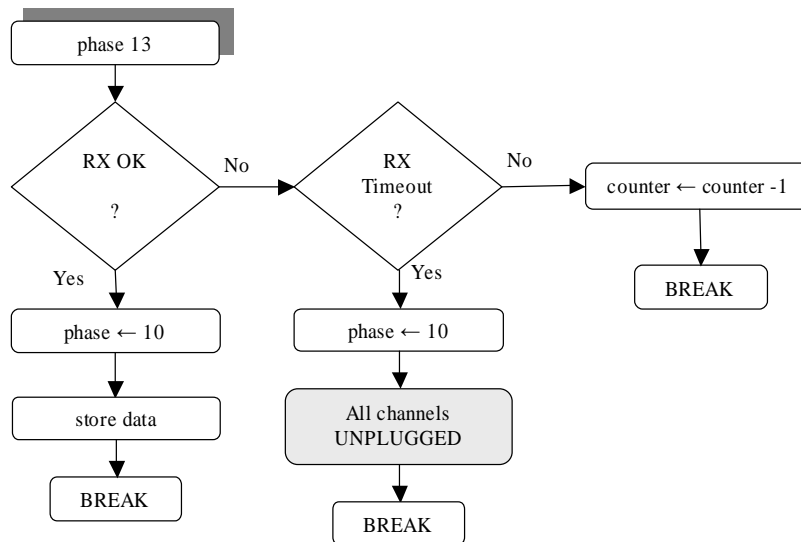 phase 13
RX OK
?
No
RX
Timeout
?
No
counter ← counter -1
Yes
Yes
BREAK
phase ← 10
phase ← 10
store data
All channels
UNPLUGGED
BREAK
BREAK